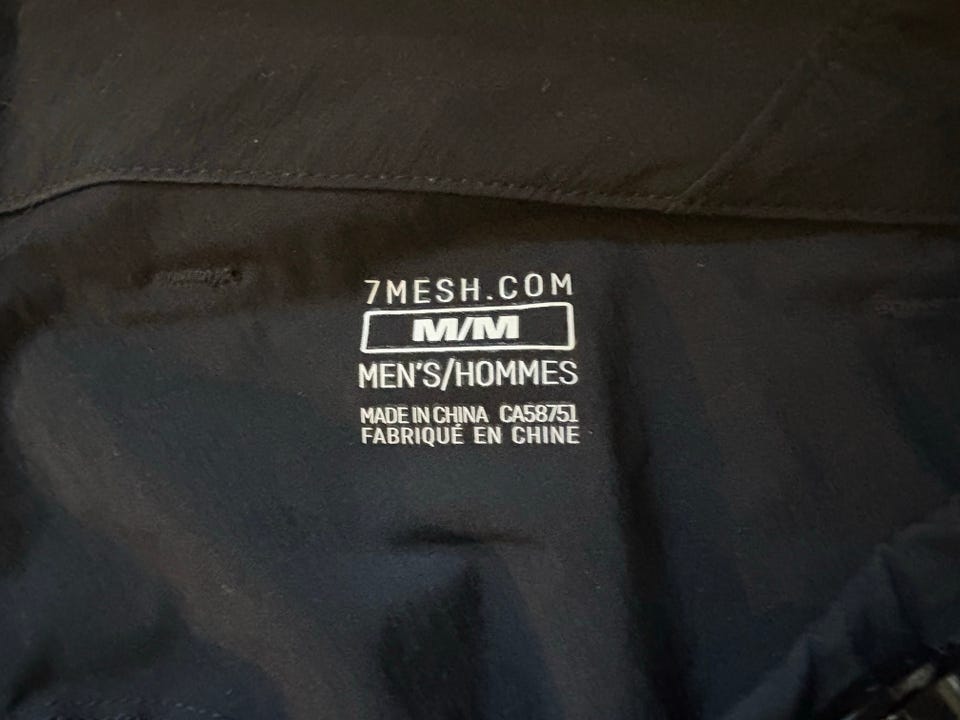 7MESH.COM
M/M
MEN'S/HOMMES
MADE IN CHINA CA58751
FABRIQUÉ EN CHINE